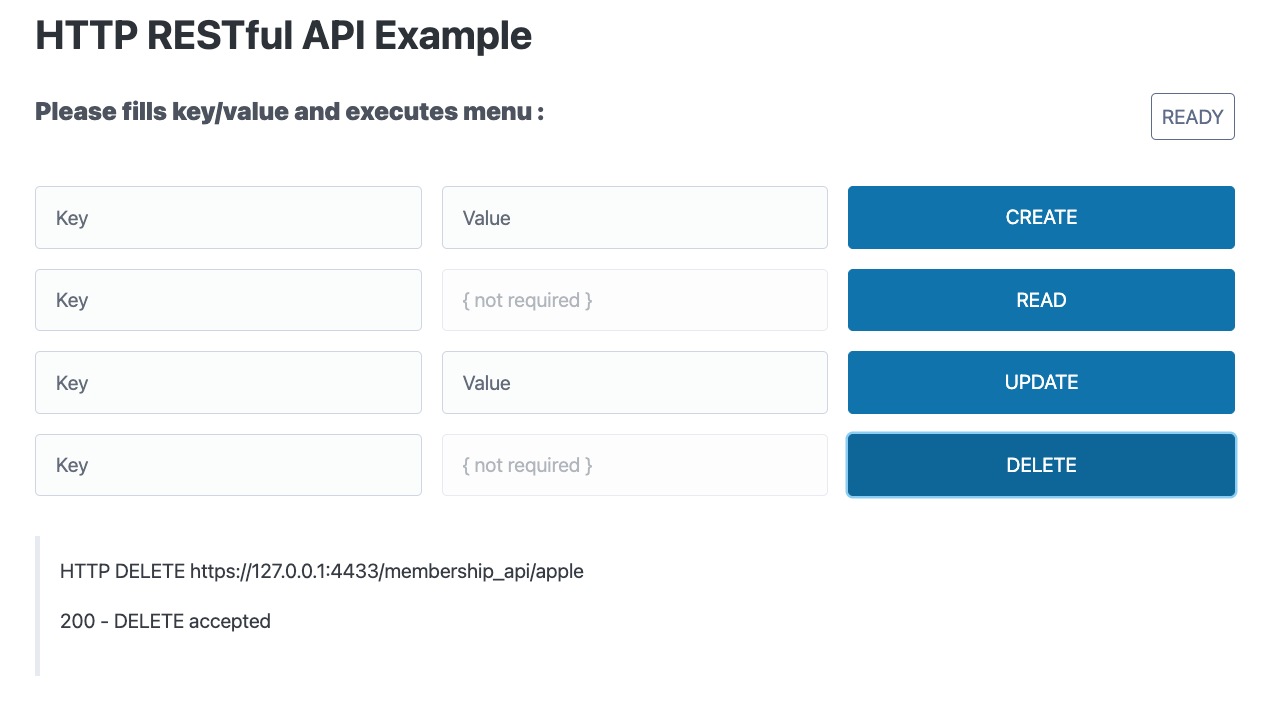 HTTP RESTful API Example
Please fills key/value and executes menu :
READY
Key
Value
CREATE
Key
{ not required }
READ
Key
Value
UPDATE
Key
{ not required }
DELETE
HTTP DELETE https://127.0.0.1:4433/membership_api/apple
200 - DELETE accepted